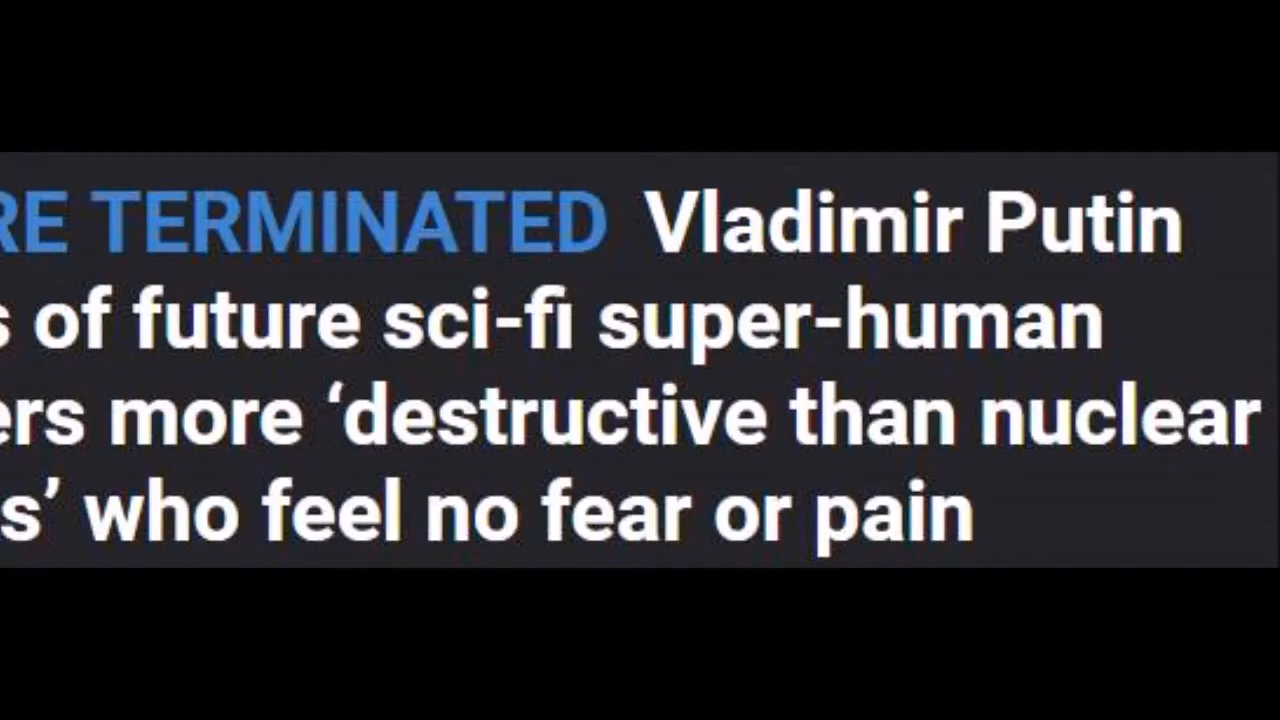 RE TERMINATED Vladimir Putin
s of future sci-fi super-human
ers more ‘destructive than nuclear
s’ who feel no fear or pain